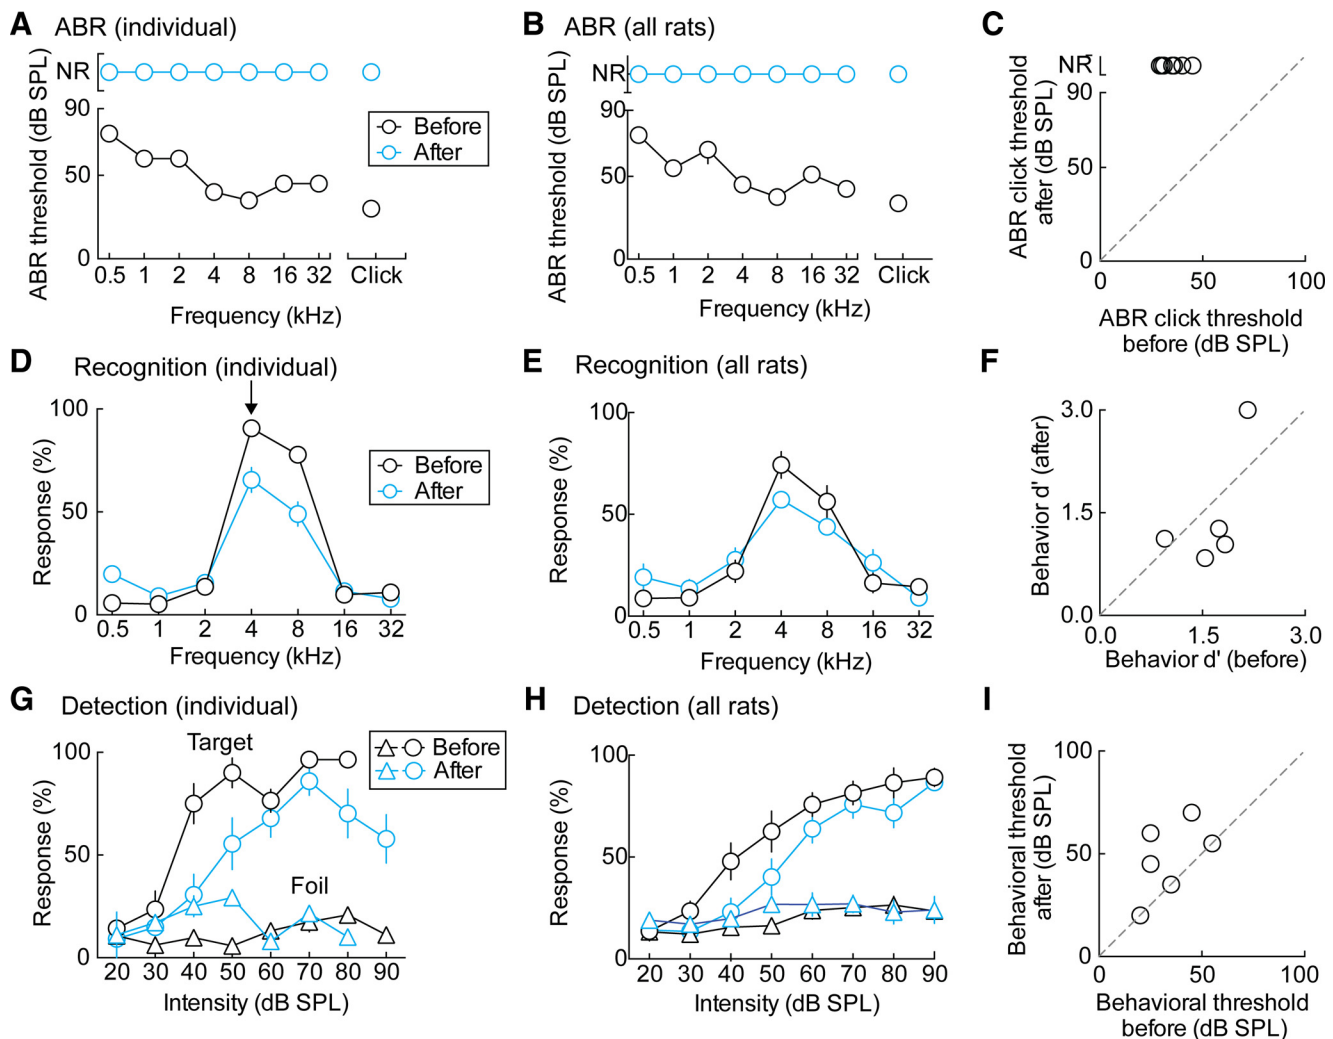 A ABR (individual)
ABR threshold (dB SPL)
NR
90
50
0
0.5 1 2 4 8 16 32 Click
Frequency (kHz)
Before
After
B ABR (all rats)
ABR threshold (dB SPL)
NR
90
50
0
0.5 1 2 4 8 16 32 Click
Frequency (kHz)
C
ABR click threshold
after (dB SPL)
NR
90
50
0
0 50 100
ABR click threshold
before (dB SPL)
D Recognition (individual)
Response (%)
100
50
0
0.5 1 2 4 8 16 32
Frequency (kHz)
Before
After
E Recognition (all rats)
Response (%)
100
50
0
0.5 1 2 4 8 16 32
Frequency (kHz)
F
Behavior d' (after)
3.0
1.5
0.0
0.0 1.5 3.0
Behavior d' (before)
G Detection (individual)
Target
Before
After
Foil
Response (%)
100
50
0
20 30 40 50 60 70 80 90
Intensity (dB SPL)
H Detection (all rats)
Response (%)
100
50
0
20 30 40 50 60 70 80 90
Intensity (dB SPL)
I
Behavioral threshold
after (dB SPL)
100
50
0
0 50 100
Behavioral threshold
before (dB SPL)